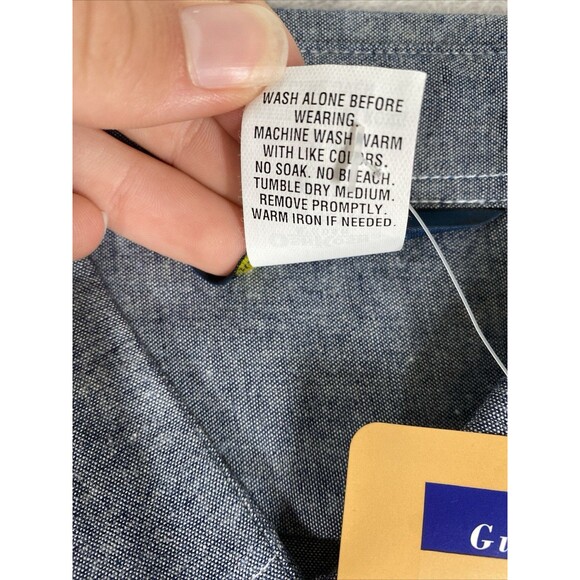 WASH ALONE BEFORE
WEARING.
MACHINE WASH WARM
WITH LIKE COLORS.
NO SOAK. NO BLEACH.
TUMBLE DRY MEDIUM.
REMOVE PROMPTLY.
WARM IRON IF NEEDED.
Gu